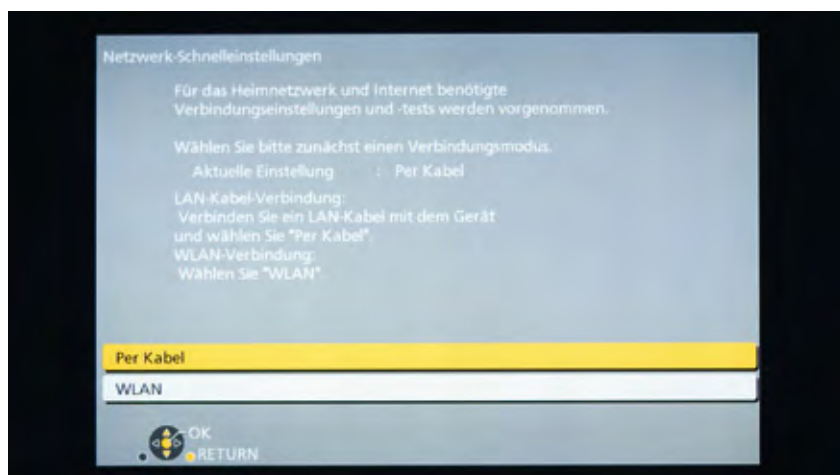 Netzwerk-Schnelleinstellungen
Für das Heimnetzwerk und Internet benötigte
Verbindungseinstellungen und -tests werden vorgenommen.
Wählen Sie bitte zunächst einen Verbindungsmodus.
Aktuelle Einstellung : Per Kabel
LAN-Kabel-Verbindung:
Verbinden Sie ein LAN-Kabel mit dem Gerät
und wählen Sie "Per Kabel".
WLAN-Verbindung:
Wählen Sie "WLAN".
Per Kabel
WLAN
OK
RETURN